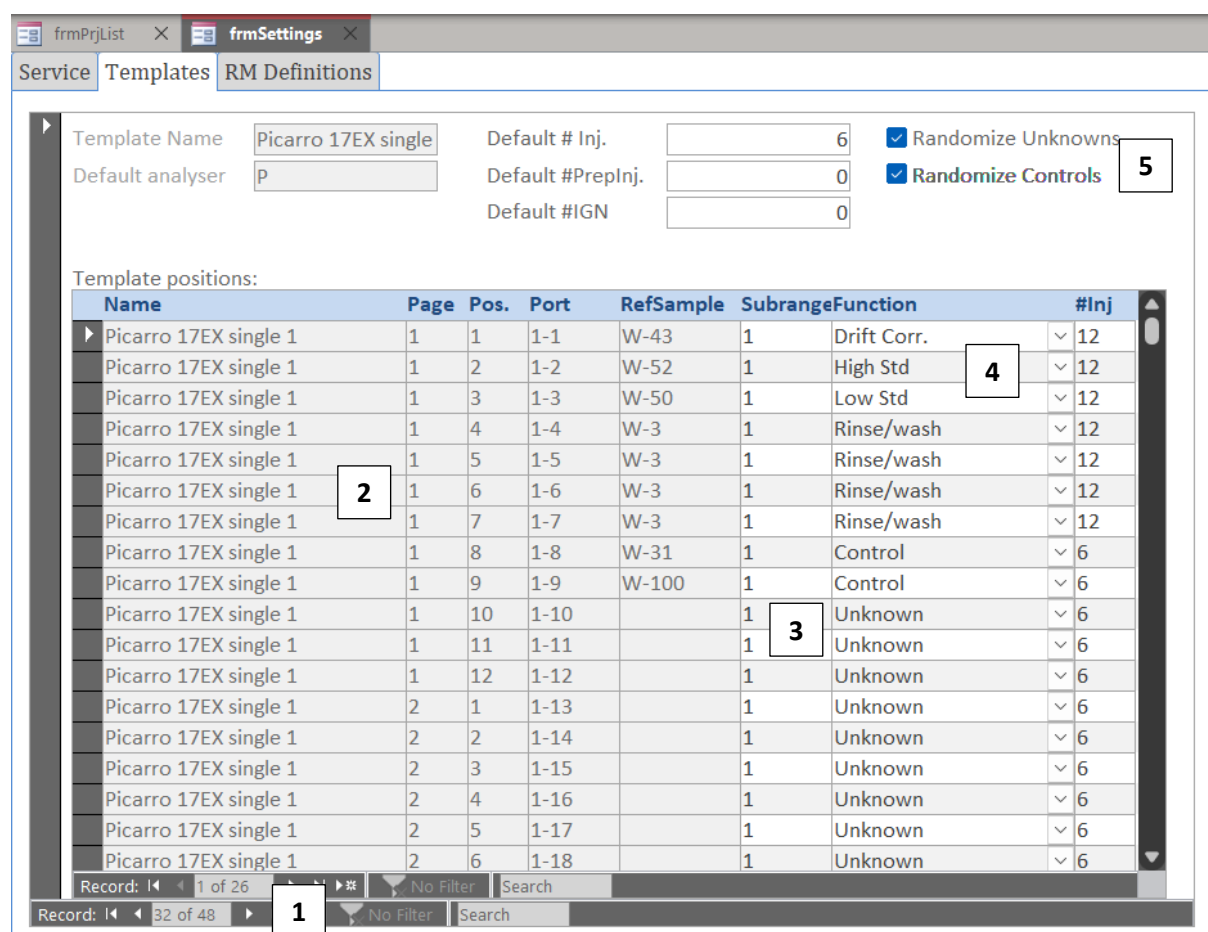 frmPrjList frmSettings
Service Templates RM Definitions
Template Name Picarro 17EX single Default # Inj. 6 Randomize Unknowns
Default analyser P Default #PrepInj. 0 Randomize Controls 5
Default #IGN 0
Template positions:
Name Page Pos. Port RefSample Subrange Function #Inj
Picarro 17EX single 1 1 1 1-1 W-43 1 Drift Corr. 12
Picarro 17EX single 1 1 2 1-2 W-52 1 High Std 4 12
Picarro 17EX single 1 1 3 1-3 W-50 1 Low Std 12
Picarro 17EX single 1 1 4 1-4 W-3 1 Rinse/wash 12
Picarro 17EX single 1 1 5 1-5 W-3 1 Rinse/wash 12
Picarro 17EX single 1 2 1 6 1-6 W-3 1 Rinse/wash 12
Picarro 17EX single 1 1 7 1-7 W-3 1 Rinse/wash 12
Picarro 17EX single 1 1 8 1-8 W-31 1 Control 6
Picarro 17EX single 1 1 9 1-9 W-100 1 Control 6
Picarro 17EX single 1 1 10 1-10 1 Unknown 6
Picarro 17EX single 1 1 11 1-11 1 3 Unknown 6
Picarro 17EX single 1 1 12 1-12 1 Unknown 6
Picarro 17EX single 1 2 1 1-13 1 Unknown 6
Picarro 17EX single 1 2 2 1-14 1 Unknown 6
Picarro 17EX single 1 2 3 1-15 1 Unknown 6
Picarro 17EX single 1 2 4 1-16 1 Unknown 6
Picarro 17EX single 1 2 5 1-17 1 Unknown 6
Picarro 17EX single 1 2 6 1-18 1 Unknown 6
Record: 1 of 26 No Filter Search
Record: 32 of 48 1 No Filter Search